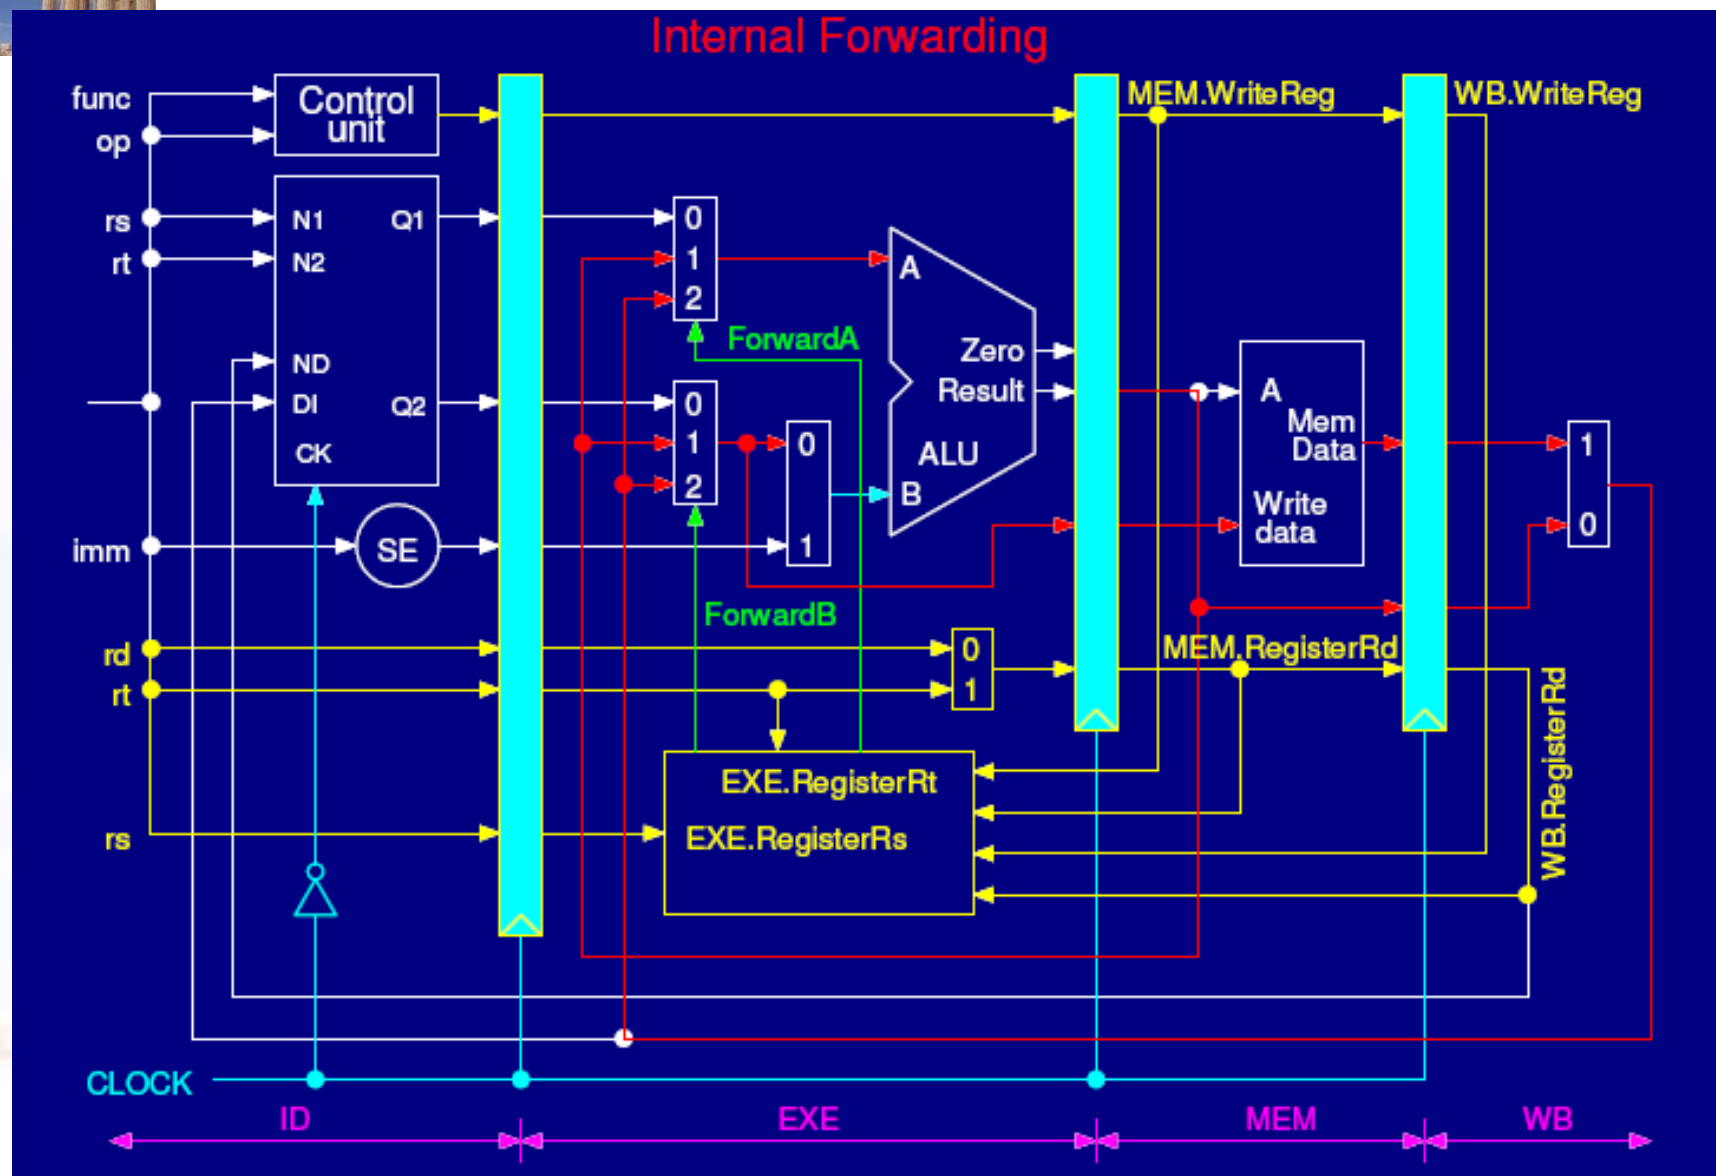 Internal Forwarding
func
op
Control
unit
MEM.WriteReg
WB.WriteReg
rs
rt
N1
Q1
N2
ND
DI
Q2
CK
0
1
2
ForwardA
0
1
2
0
1
A
Zero
Result
ALU
B
A
Mem
Data
Write
data
1
0
imm
SE
ForwardB
rd
rt
0
1
MEM.RegisterRd
WB.RegisterRd
EXE.RegisterRt
rs
EXE.RegisterRs
CLOCK
ID
EXE
MEM
WB